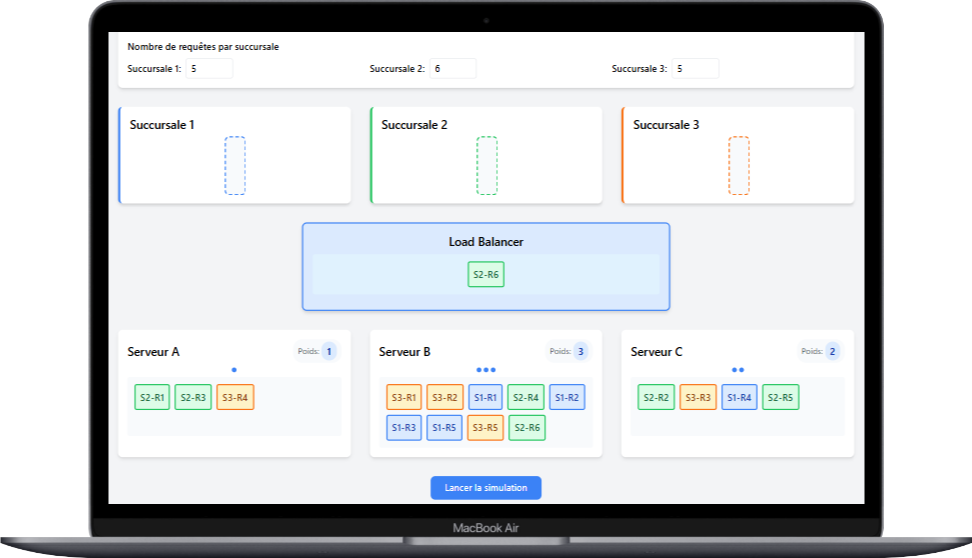 Nombre de requêtes par succursale
Succursale 1: 5 Succursale 2: 6 Succursale 3: 5
Succursale 1 Succursale 2 Succursale 3
Load Balancer
S2-R6
Serveur A Poids: 1 Serveur B Poids: 3 Serveur C Poids: 2
S2-R1 S2-R3 S3-R4 S3-R1 S3-R2 S1-R1 S2-R4 S1-R2 S2-R2 S3-R3 S1-R4 S2-R5
S1-R3 S1-R5 S3-R5 S2-R6
Lancer la simulation
MacBook Air